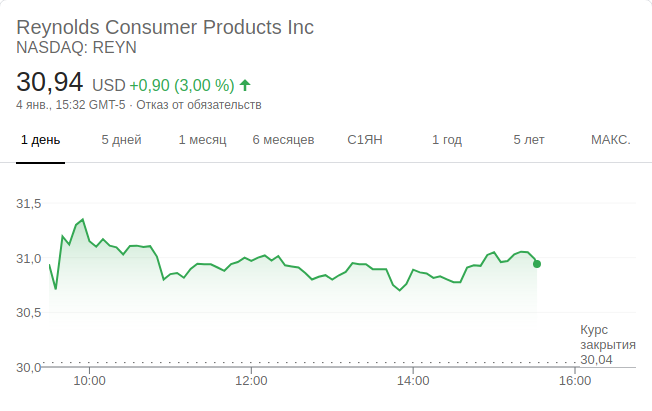 Reynolds Consumer Products Inc
NASDAQ: REYN
30,94 USD +0,90 (3,00 %)
4 янв., 15:32 GMT-5 · Отказ от обязательств
1 день 5 дней 1 месяц 6 месяцев С1ЯН 1 год 5 лет МАКС.
31,5
31,0
30,5
Курс
закрытия
30,04
30,0
10:00 12:00 14:00 16:00